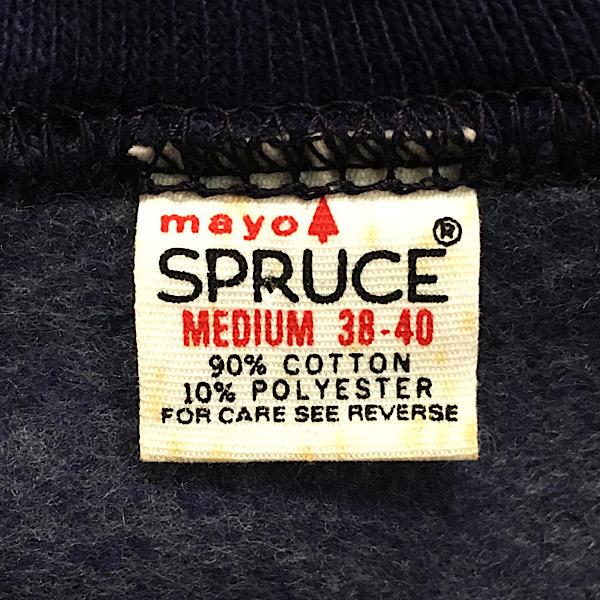 mayo
SPRUCE®
MEDIUM 38-40
90% COTTON
10% POLYESTER
FOR CARE SEE REVERSE